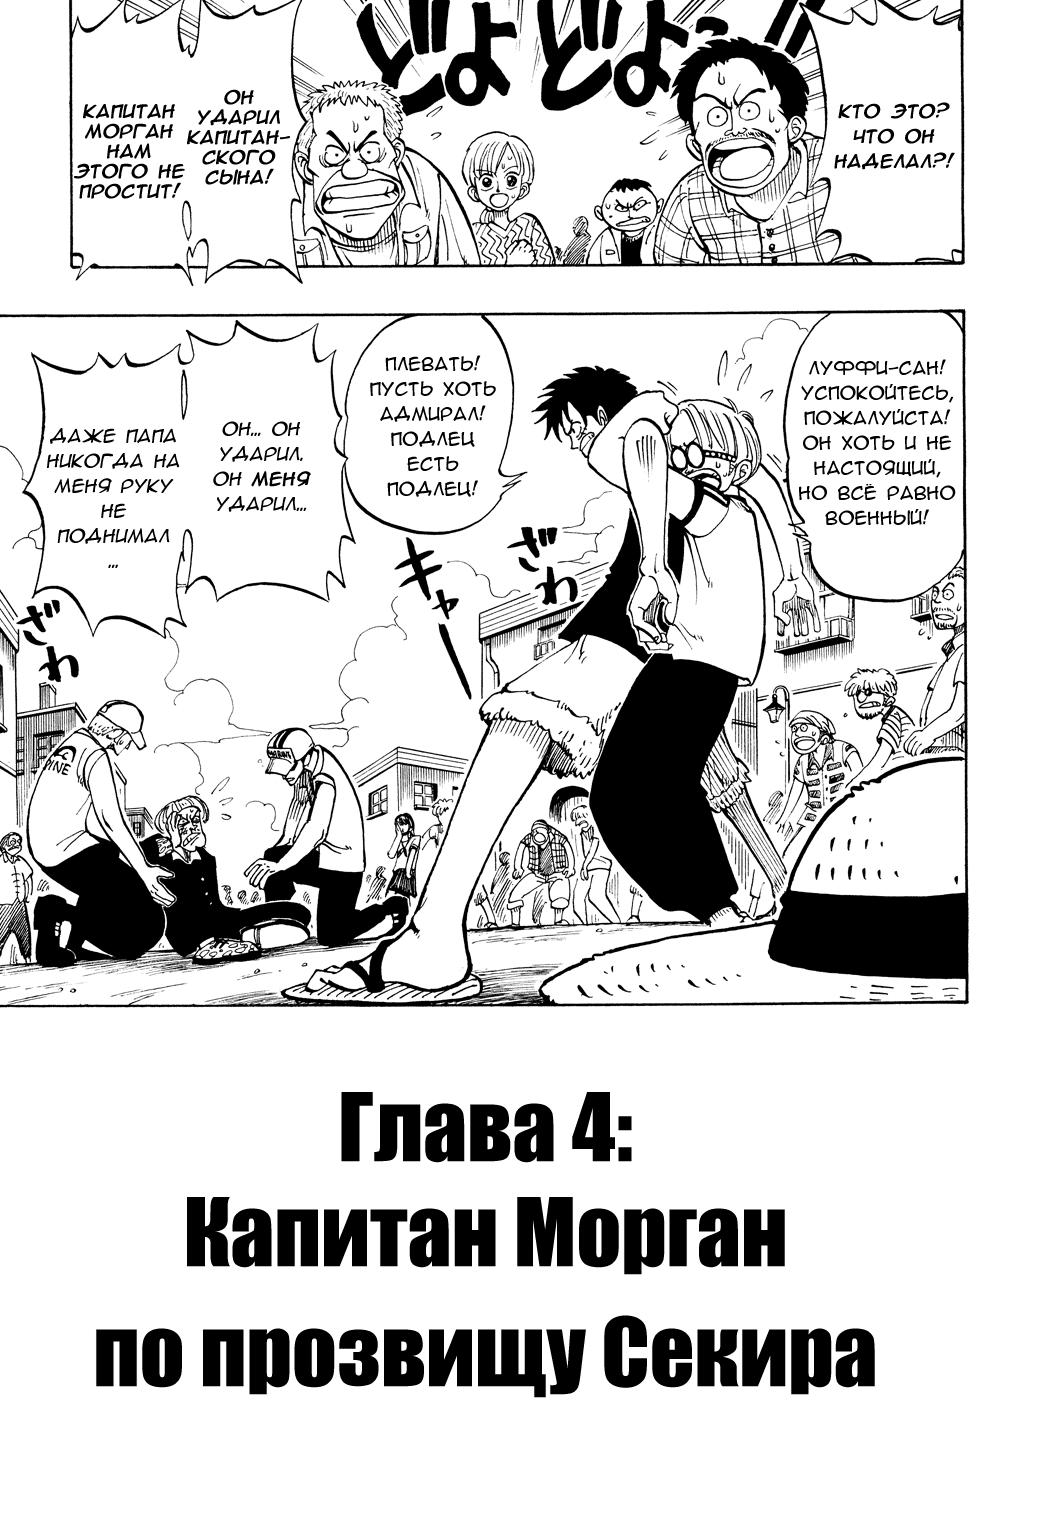 どよどよっ!!
КТО ЭТО?
ЧТО ОН
НАДЕЛАЛ?!
ОН
УДАРИЛ
КАПИТАН-
СКОГО
СЫНА!
КАПИТАН
МОРГАН
НАМ
ЭТОГО НЕ
ПРОСТИТ!
ЛУФФИ-САН!
УСПОКОЙТЕСЬ,
ПОЖАЛУЙСТА!
ОН ХОТЬ И НЕ
НАСТОЯЩИЙ,
НО ВСЁ РАВНО
ВОЕННЫЙ!
ПЛЕВАТЬ!
ПУСТЬ ХОТЬ
АДМИРАЛ!
ПОДЛЕЦ
ЕСТЬ
ПОДЛЕЦ!
ОН... ОН
УДАРИЛ,
ОН МЕНЯ
УДАРИЛ...
ДАЖЕ ПАПА
НИКОГДА НА
МЕНЯ РУКУ
НЕ
ПОДНИМАЛ
...
ざわ
キャー
ざわ
RINE
Глава 4:
Капитан Морган
по прозвищу Секира